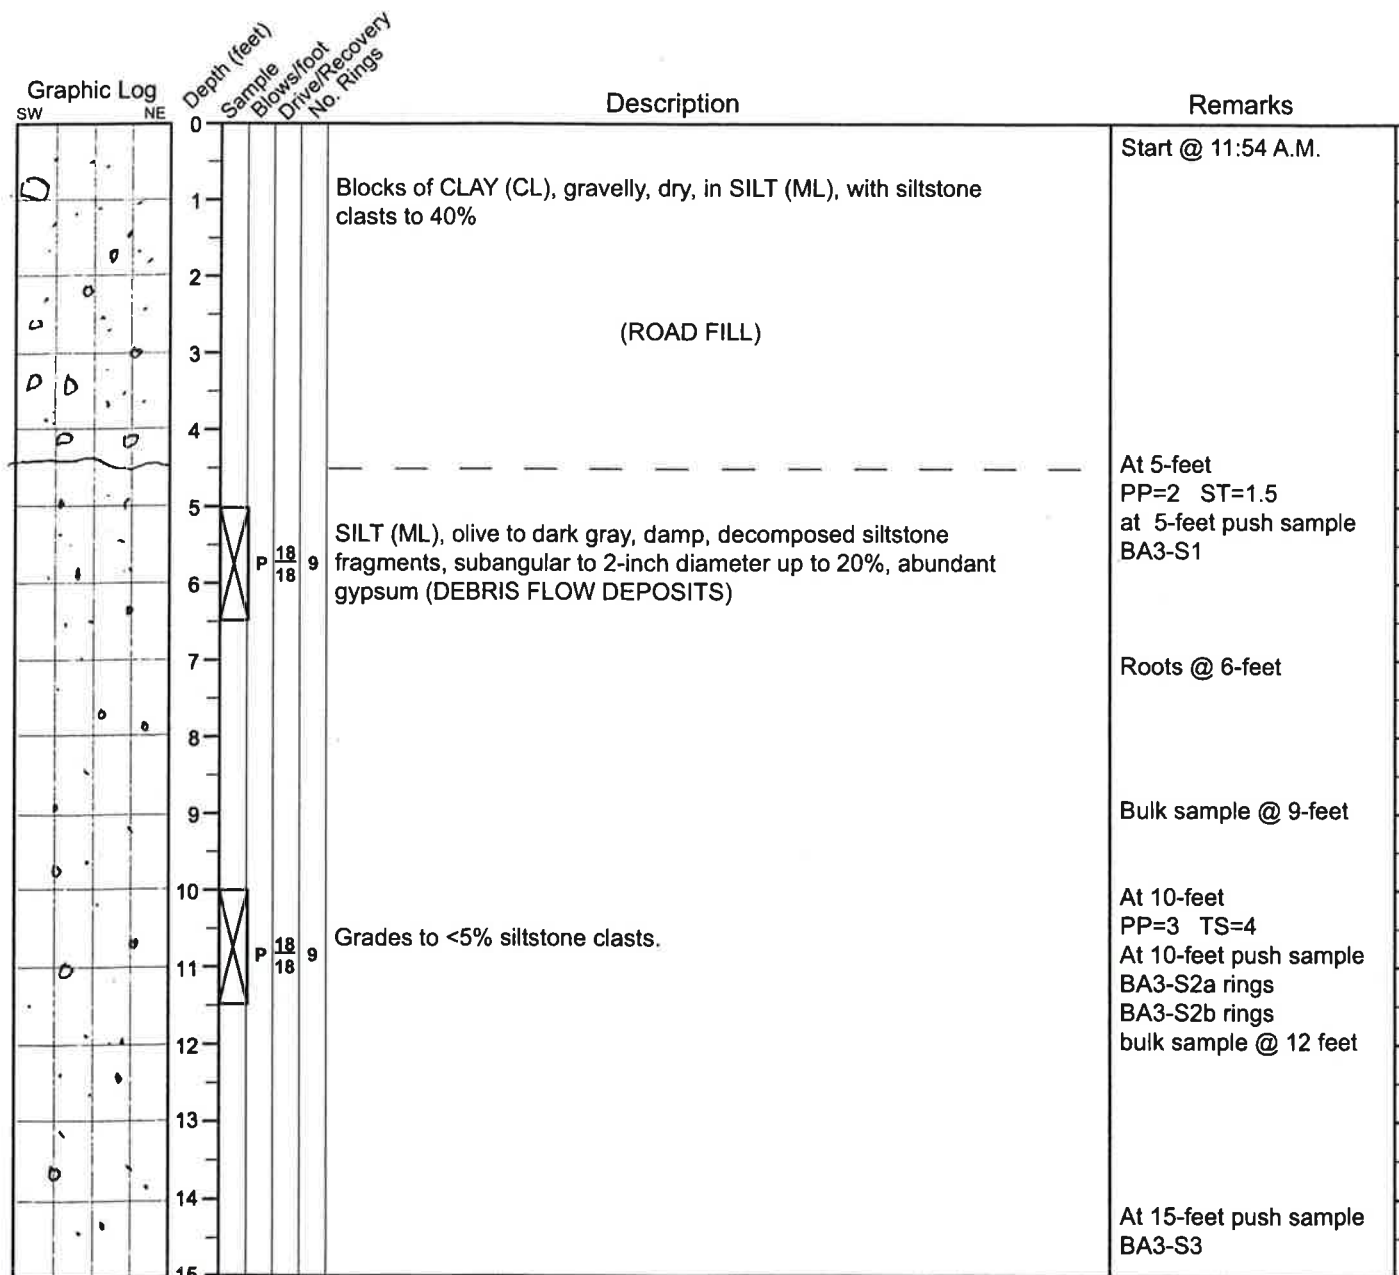 Graphic Log
SW NE
Depth (feet)
Sample
Blows/foot
Drive/Recovery
No. Rings
Description
Remarks
0
Start @ 11:54 A.M.
Blocks of CLAY (CL), gravelly, dry, in SILT (ML), with siltstone
clasts to 40%
1
2
(ROAD FILL)
3
4
At 5-feet
PP=2 ST=1.5
at 5-feet push sample
BA3-S1
5
SILT (ML), olive to dark gray, damp, decomposed siltstone
fragments, subangular to 2-inch diameter up to 20%, abundant
gypsum (DEBRIS FLOW DEPOSITS)
P 18/18 9
6
7
Roots @ 6-feet
8
9
Bulk sample @ 9-feet
10
At 10-feet
PP=3 TS=4
At 10-feet push sample
BA3-S2a rings
BA3-S2b rings
bulk sample @ 12 feet
P 18/18 9
Grades to <5% siltstone clasts.
11
12
13
14
At 15-feet push sample
BA3-S3
15